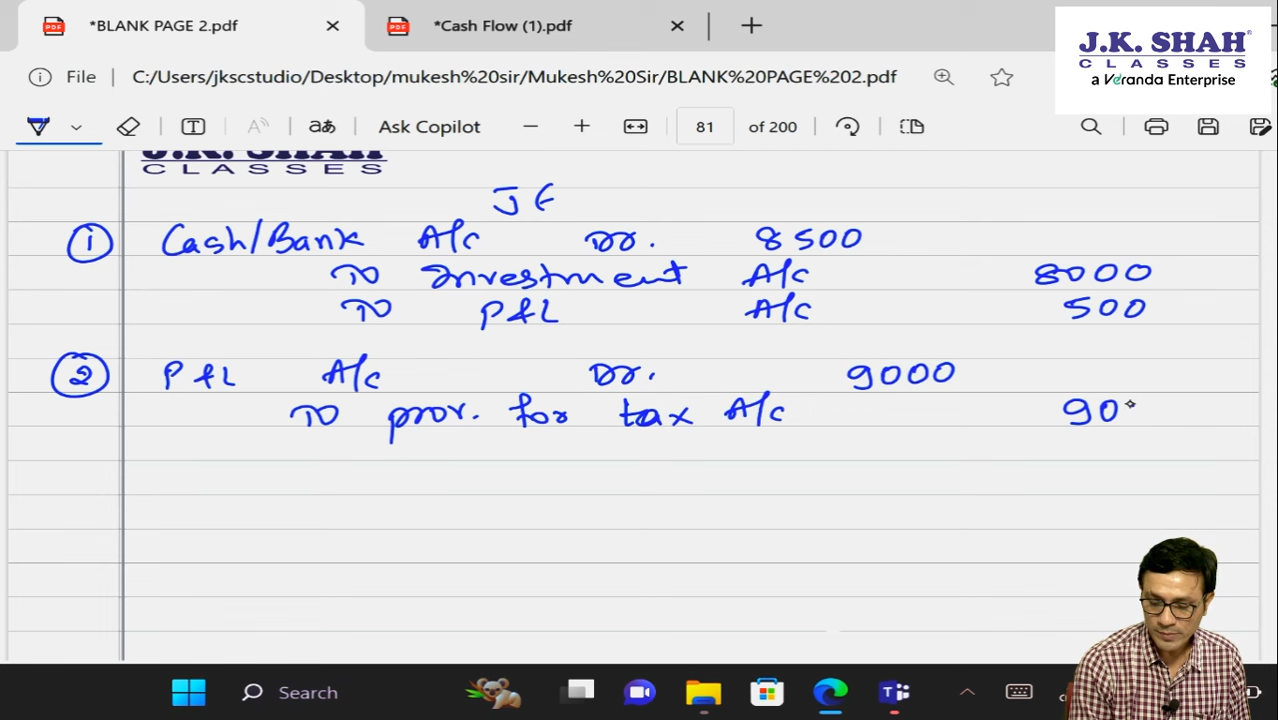 *BLANK PAGE 2.pdf
*Cash Flow (1).pdf
J.K. SHAH
CLASSES
a Veranda Enterprise
File C:/Users/jkscstudio/Desktop/mukesh%20sir/Mukesh%20Sir/BLANK%20PAGE%202.pdf
Ask Copilot 81 of 200
J.K. SHAH
CLASSES
JE
① Cash/Bank A/c Dr. 8500
To Investment A/c 8000
To P&L A/c 500
② P&L A/c Dr. 9000
To prov. for tax A/c 90
Search